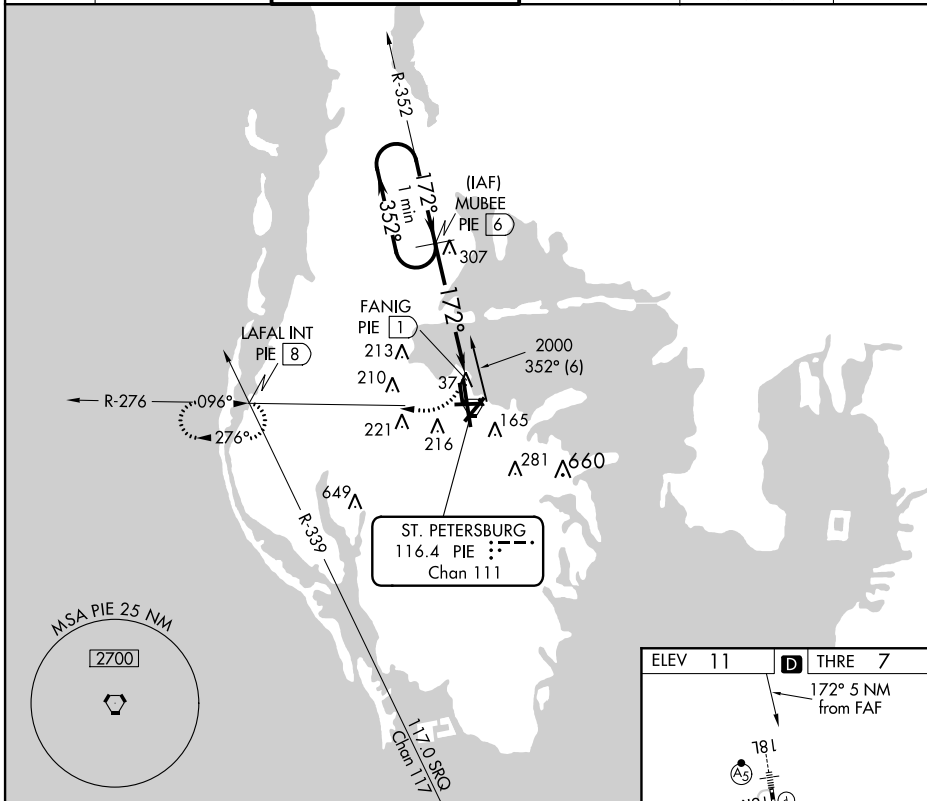 R-352
172°
1 min
352°
(IAF)
MUBEE
PIE 6
307
172°
FANIG
PIE 1
LAFAL INT
PIE 8
213
2000
352° (6)
210
37
R-276
096°
276°
221
216
165
281
660
649
R-339
ST. PETERSBURG
116.4 PIE
Chan 111
MSA PIE 25 NM
2700
117.0 SRQ
Chan 117
ELEV 11
D
THRE 7
172° 5 NM
from FAF
18L
A5